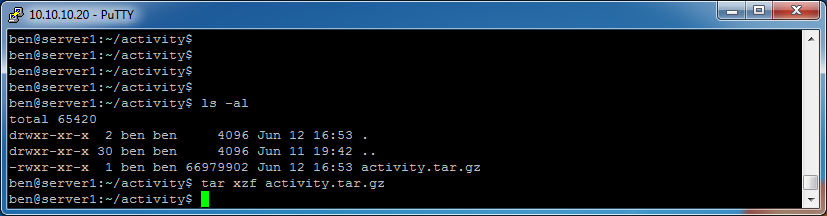 10.10.10.20 - PuTTY
ben@server1:~/activity$
ben@server1:~/activity$
ben@server1:~/activity$
ben@server1:~/activity$
ben@server1:~/activity$ ls -al
total 65420
drwxr-xr-x  2 ben ben     4096 Jun 12 16:53 .
drwxr-xr-x 30 ben ben     4096 Jun 11 19:42 ..
-rwxr-xr-x  1 ben ben 66979902 Jun 12 16:53 activity.tar.gz
ben@server1:~/activity$ tar xzf activity.tar.gz
ben@server1:~/activity$